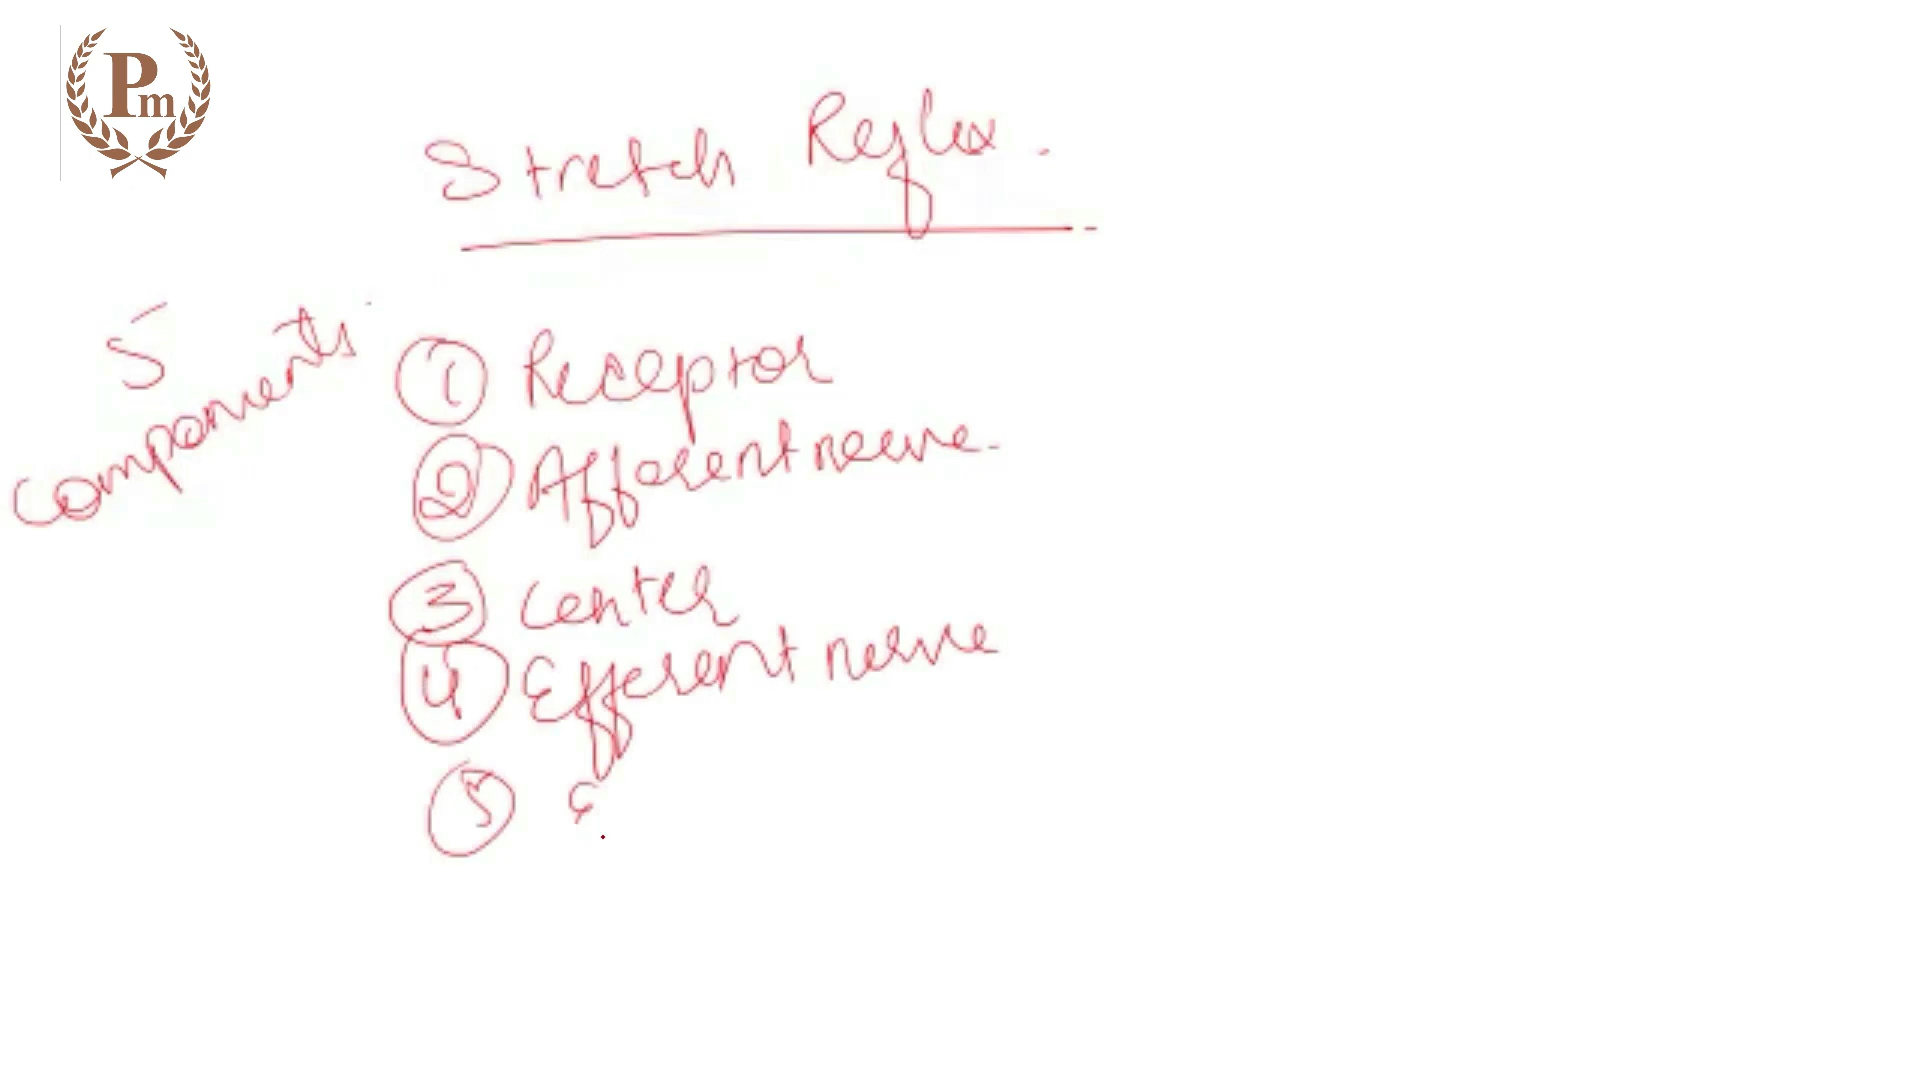 Pm
Stretch Reflex.
5
components
1 Receptor
2 Afferent nerve.
3 Center
4 Efferent nerve
5 E